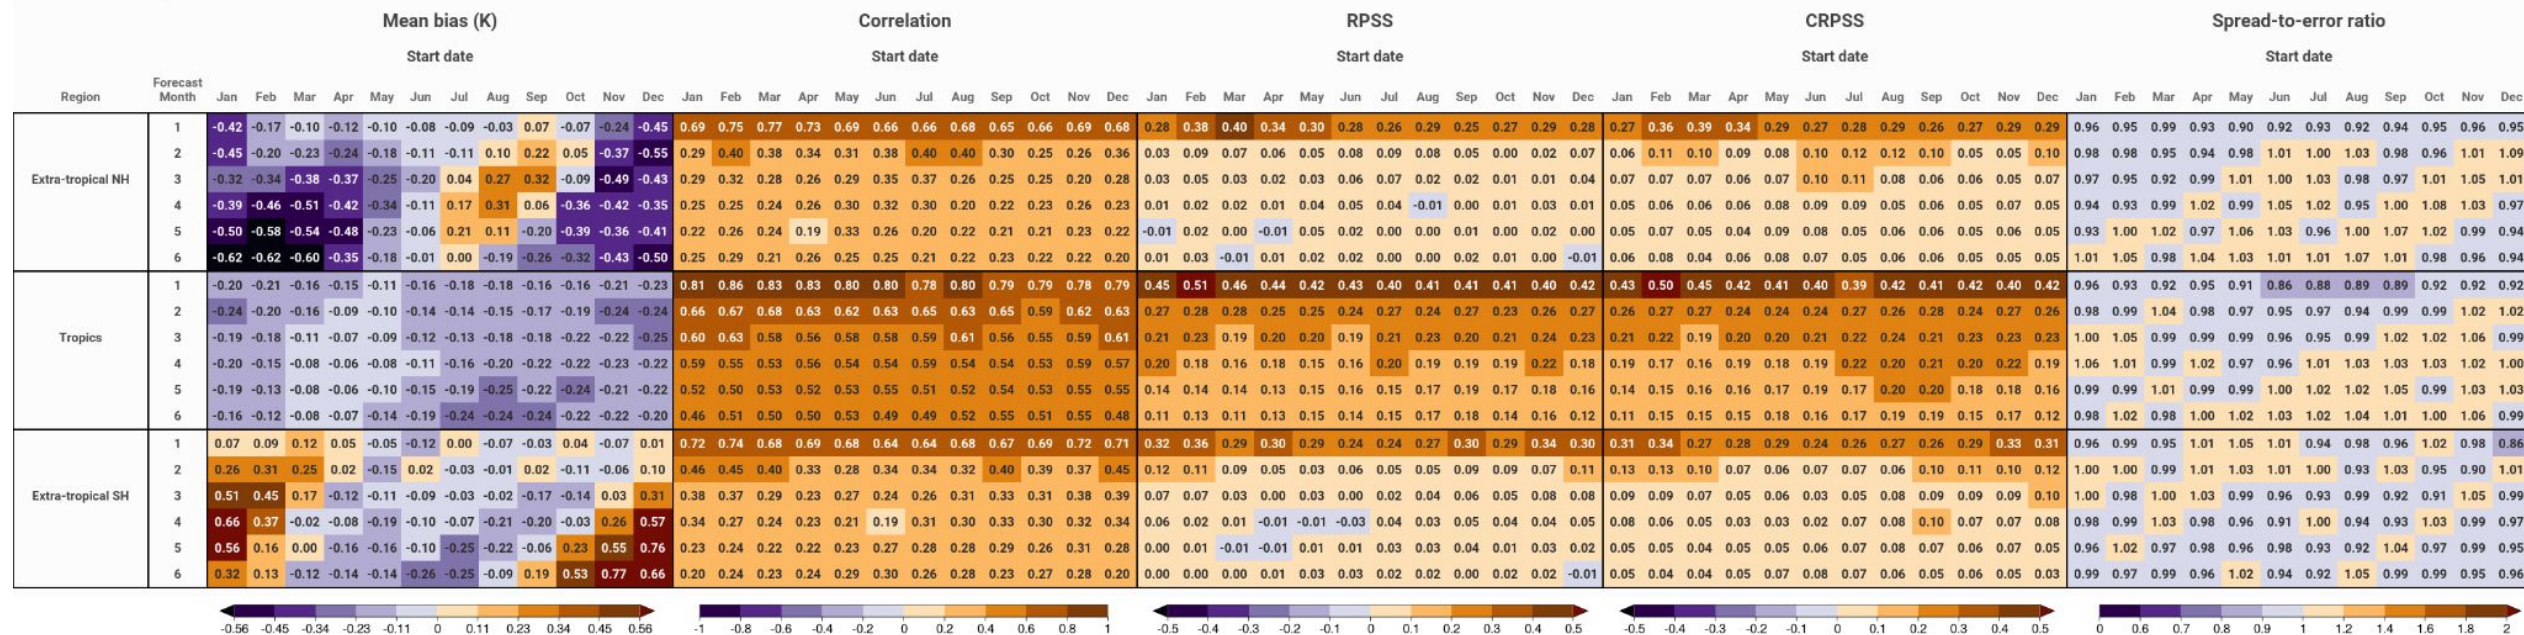 Mean bias (K) Correlation RPSS CRPSS Spread-to-error ratio
Start date Start date Start date Start date Start date
Forecast
Region Month Jan Feb Mar Apr May Jun Jul Aug Sep Oct Nov Dec Jan Feb Mar Apr May Jun Jul Aug Sep Oct Nov Dec Jan Feb Mar Apr May Jun Jul Aug Sep Oct Nov Dec Jan Feb Mar Apr May Jun Jul Aug Sep Oct Nov Dec Jan Feb Mar Apr May Jun Jul Aug Sep Oct Nov Dec
1 -0.42 -0.17 -0.10 -0.12 -0.10 -0.08 -0.09 -0.03 0.07 -0.07 -0.24 -0.45 0.69 0.75 0.77 0.73 0.69 0.66 0.66 0.68 0.65 0.66 0.69 0.68 0.28 0.38 0.40 0.34 0.30 0.28 0.26 0.29 0.25 0.27 0.29 0.28 0.27 0.36 0.39 0.34 0.29 0.27 0.28 0.29 0.26 0.27 0.29 0.29 0.96 0.95 0.99 0.93 0.90 0.92 0.93 0.92 0.94 0.95 0.96 0.95
2 -0.45 -0.20 -0.23 -0.24 -0.18 -0.11 -0.11 0.10 0.22 0.05 -0.37 -0.55 0.29 0.40 0.38 0.34 0.31 0.38 0.40 0.40 0.30 0.25 0.26 0.36 0.03 0.09 0.07 0.06 0.05 0.08 0.09 0.08 0.05 0.00 0.02 0.07 0.06 0.11 0.10 0.09 0.08 0.10 0.12 0.12 0.10 0.05 0.05 0.10 0.98 0.98 0.95 0.94 0.98 1.01 1.00 1.03 0.98 0.96 1.01 1.09
Extra-tropical NH 3 -0.32 -0.34 -0.38 -0.37 -0.25 -0.20 0.04 0.27 0.32 -0.09 -0.49 -0.43 0.29 0.32 0.28 0.26 0.29 0.35 0.37 0.26 0.25 0.25 0.20 0.28 0.03 0.05 0.03 0.02 0.03 0.06 0.07 0.02 0.02 0.01 0.01 0.04 0.07 0.07 0.07 0.06 0.07 0.10 0.11 0.08 0.06 0.06 0.05 0.07 0.97 0.95 0.92 0.99 1.01 1.00 1.03 0.98 0.97 1.01 1.05 1.01
4 -0.39 -0.46 -0.51 -0.42 -0.34 -0.11 0.17 0.31 0.06 -0.36 -0.42 -0.35 0.25 0.25 0.24 0.26 0.30 0.32 0.30 0.20 0.22 0.23 0.26 0.23 0.01 0.02 0.02 0.01 0.04 0.05 0.04 -0.01 0.00 0.01 0.03 0.01 0.05 0.06 0.06 0.06 0.08 0.09 0.09 0.05 0.06 0.05 0.07 0.05 0.94 0.93 0.99 1.02 0.99 1.05 1.02 0.95 1.00 1.08 1.03 0.97
5 -0.50 -0.58 -0.54 -0.48 -0.23 -0.06 0.21 0.11 -0.20 -0.39 -0.36 -0.41 0.22 0.26 0.24 0.19 0.33 0.26 0.20 0.22 0.21 0.21 0.23 0.22 -0.01 0.02 0.00 -0.01 0.05 0.02 0.00 0.00 0.01 0.00 0.02 0.00 0.05 0.07 0.05 0.04 0.09 0.08 0.05 0.06 0.06 0.05 0.06 0.05 0.93 1.00 1.02 0.97 1.06 1.03 0.96 1.00 1.07 1.02 0.99 0.94
6 -0.62 -0.62 -0.60 -0.35 -0.18 -0.01 0.00 -0.19 -0.26 -0.32 -0.43 -0.50 0.25 0.29 0.21 0.26 0.25 0.25 0.21 0.22 0.23 0.22 0.22 0.20 0.01 0.03 -0.01 0.01 0.02 0.02 0.00 0.00 0.02 0.01 0.01 -0.01 0.06 0.08 0.04 0.06 0.08 0.07 0.05 0.06 0.06 0.06 0.05 0.05 1.01 1.05 0.98 1.04 1.03 1.01 1.01 1.07 1.01 0.98 0.96 0.94
1 -0.20 -0.21 -0.16 -0.15 -0.11 -0.16 -0.18 -0.18 -0.16 -0.16 -0.21 -0.23 0.81 0.86 0.83 0.83 0.80 0.80 0.78 0.80 0.79 0.79 0.78 0.79 0.45 0.51 0.46 0.44 0.42 0.43 0.40 0.41 0.41 0.41 0.40 0.42 0.43 0.50 0.45 0.42 0.41 0.40 0.39 0.42 0.41 0.42 0.40 0.42 0.96 0.93 0.92 0.95 0.91 0.86 0.88 0.89 0.89 0.92 0.92 0.92
2 -0.24 -0.20 -0.16 -0.09 -0.10 -0.14 -0.14 -0.15 -0.17 -0.19 -0.24 -0.24 0.66 0.67 0.68 0.63 0.62 0.63 0.65 0.63 0.65 0.59 0.62 0.63 0.27 0.28 0.28 0.25 0.25 0.24 0.27 0.24 0.27 0.23 0.26 0.27 0.26 0.27 0.27 0.24 0.24 0.24 0.27 0.26 0.28 0.24 0.27 0.26 0.98 0.99 1.04 0.98 0.97 0.95 0.97 0.94 0.99 0.99 1.02 1.02
Tropics 3 -0.19 -0.18 -0.11 -0.07 -0.09 -0.12 -0.13 -0.18 -0.18 -0.22 -0.22 -0.25 0.60 0.63 0.58 0.56 0.58 0.58 0.59 0.61 0.56 0.55 0.59 0.61 0.21 0.23 0.19 0.20 0.20 0.19 0.21 0.23 0.20 0.21 0.24 0.23 0.21 0.22 0.19 0.20 0.20 0.21 0.22 0.24 0.21 0.23 0.23 0.23 1.00 1.05 0.99 0.99 0.99 0.96 0.95 0.99 1.02 1.02 1.06 0.99
4 -0.20 -0.15 -0.08 -0.06 -0.08 -0.11 -0.16 -0.20 -0.22 -0.22 -0.23 -0.22 0.59 0.55 0.53 0.56 0.54 0.54 0.54 0.59 0.54 0.53 0.59 0.57 0.20 0.18 0.16 0.18 0.15 0.16 0.20 0.19 0.19 0.19 0.22 0.18 0.19 0.17 0.16 0.19 0.18 0.19 0.22 0.20 0.21 0.20 0.22 0.19 1.06 1.01 0.99 1.02 0.97 0.96 1.01 1.03 1.03 1.03 1.02 1.00
5 -0.19 -0.13 -0.08 -0.06 -0.10 -0.15 -0.19 -0.25 -0.22 -0.24 -0.21 -0.22 0.52 0.50 0.53 0.52 0.53 0.55 0.51 0.52 0.54 0.53 0.55 0.55 0.14 0.14 0.14 0.13 0.15 0.16 0.15 0.17 0.19 0.17 0.18 0.16 0.14 0.15 0.16 0.16 0.17 0.19 0.17 0.20 0.20 0.18 0.18 0.16 0.99 0.99 1.01 0.99 0.99 1.00 1.02 1.02 1.05 0.99 1.03 1.03
6 -0.16 -0.12 -0.08 -0.07 -0.14 -0.19 -0.24 -0.24 -0.24 -0.22 -0.22 -0.20 0.46 0.51 0.50 0.50 0.53 0.49 0.49 0.52 0.55 0.51 0.55 0.48 0.11 0.13 0.11 0.13 0.15 0.14 0.15 0.17 0.18 0.14 0.16 0.12 0.11 0.15 0.15 0.15 0.18 0.16 0.17 0.19 0.19 0.15 0.17 0.12 0.98 1.02 0.98 1.00 1.02 1.03 1.02 1.04 1.01 1.00 1.06 0.99
1 0.07 0.09 0.12 0.05 -0.05 -0.12 0.00 -0.07 -0.03 0.04 -0.07 0.01 0.72 0.74 0.68 0.69 0.68 0.64 0.64 0.68 0.67 0.69 0.72 0.71 0.32 0.36 0.29 0.30 0.29 0.24 0.24 0.27 0.30 0.29 0.34 0.30 0.31 0.34 0.27 0.28 0.29 0.24 0.26 0.27 0.26 0.29 0.33 0.31 0.96 0.99 0.95 1.01 1.05 1.01 0.94 0.98 0.96 1.02 0.98 0.86
2 0.26 0.31 0.25 0.02 -0.15 0.02 -0.03 -0.01 0.02 -0.11 -0.06 0.10 0.46 0.45 0.40 0.33 0.28 0.34 0.34 0.32 0.40 0.39 0.37 0.45 0.12 0.11 0.09 0.05 0.03 0.06 0.05 0.05 0.09 0.09 0.07 0.11 0.13 0.13 0.10 0.07 0.06 0.07 0.07 0.06 0.10 0.11 0.10 0.12 1.00 1.00 0.99 1.01 1.03 1.01 1.00 0.93 1.03 0.95 0.90 1.01
Extra-tropical SH 3 0.51 0.45 0.17 -0.12 -0.11 -0.09 -0.03 -0.02 -0.17 -0.14 0.03 0.31 0.38 0.37 0.29 0.23 0.27 0.24 0.26 0.31 0.33 0.31 0.38 0.39 0.07 0.07 0.03 0.00 0.03 0.00 0.02 0.04 0.06 0.05 0.08 0.08 0.09 0.09 0.07 0.05 0.06 0.03 0.05 0.08 0.09 0.09 0.09 0.10 1.00 0.98 1.00 1.03 0.99 0.96 0.93 0.99 0.92 0.91 1.05 0.99
4 0.66 0.37 -0.02 -0.08 -0.19 -0.10 -0.07 -0.21 -0.20 -0.03 0.26 0.57 0.34 0.27 0.24 0.23 0.21 0.19 0.31 0.30 0.33 0.30 0.32 0.34 0.06 0.02 0.01 -0.01 -0.01 -0.03 0.04 0.03 0.05 0.04 0.04 0.05 0.08 0.06 0.05 0.03 0.03 0.02 0.07 0.08 0.10 0.07 0.07 0.08 0.98 0.99 1.03 0.98 0.96 0.91 1.00 0.94 0.93 1.03 0.99 0.97
5 0.56 0.16 0.00 -0.16 -0.16 -0.10 -0.25 -0.22 -0.06 0.23 0.55 0.76 0.23 0.24 0.22 0.22 0.23 0.27 0.28 0.28 0.29 0.26 0.31 0.28 0.00 0.01 -0.01 -0.01 0.01 0.01 0.03 0.03 0.04 0.01 0.03 0.02 0.05 0.05 0.04 0.05 0.05 0.06 0.07 0.08 0.07 0.06 0.07 0.05 0.96 1.02 0.97 0.98 0.96 0.98 0.93 0.92 1.04 0.97 0.99 0.95
6 0.32 0.13 -0.12 -0.14 -0.14 -0.26 -0.25 -0.09 0.19 0.53 0.77 0.66 0.20 0.24 0.23 0.24 0.29 0.30 0.26 0.28 0.23 0.27 0.28 0.20 0.00 0.00 0.00 0.01 0.03 0.03 0.02 0.02 0.00 0.02 0.02 -0.01 0.05 0.04 0.04 0.05 0.07 0.08 0.07 0.06 0.05 0.06 0.05 0.03 0.99 0.97 0.99 0.96 1.02 0.94 0.92 1.05 0.99 0.99 0.95 0.96
-0.56 -0.45 -0.34 -0.23 -0.11 0 0.11 0.23 0.34 0.45 0.56 -1 -0.8 -0.6 -0.4 -0.2 0 0.2 0.4 0.6 0.8 1 -0.5 -0.4 -0.3 -0.2 -0.1 0 0.1 0.2 0.3 0.4 0.5 -0.5 -0.4 -0.3 -0.2 -0.1 0 0.1 0.2 0.3 0.4 0.5 0 0.6 0.7 0.8 0.9 1 1.2 1.4 1.6 1.8 2